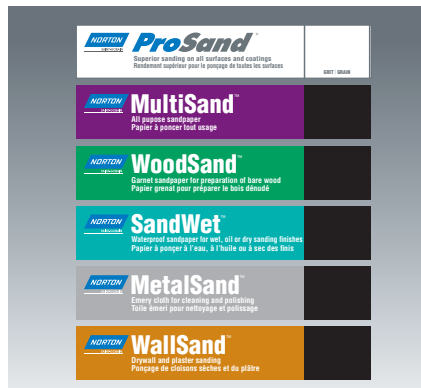 NORTON
ProSand
Superior sanding on all surfaces and coatings
Rendement supérieur pour le ponçage de toutes les surfaces
GRIT | GRAIN
NORTON
MultiSand™
All pupose sandpaper
Papier à poncer tout usage
NORTON
WoodSand™
Garnet sandpaper for preparation of bare wood
Papier grenat pour préparer le bois dénudé
NORTON
SandWet™
Waterproof sandpaper for wet, oil or dry sanding finishes
Papier à ponçer à l'eau, à l'huile ou à sec des finis
NORTON
MetalSand™
Emery cloth for cleaning and polishing
Toile émeri pour nettoyage et polissage
NORTON
WallSand™
Drywall and plaster sanding
Ponçage de cloisons sèches et du plâtre